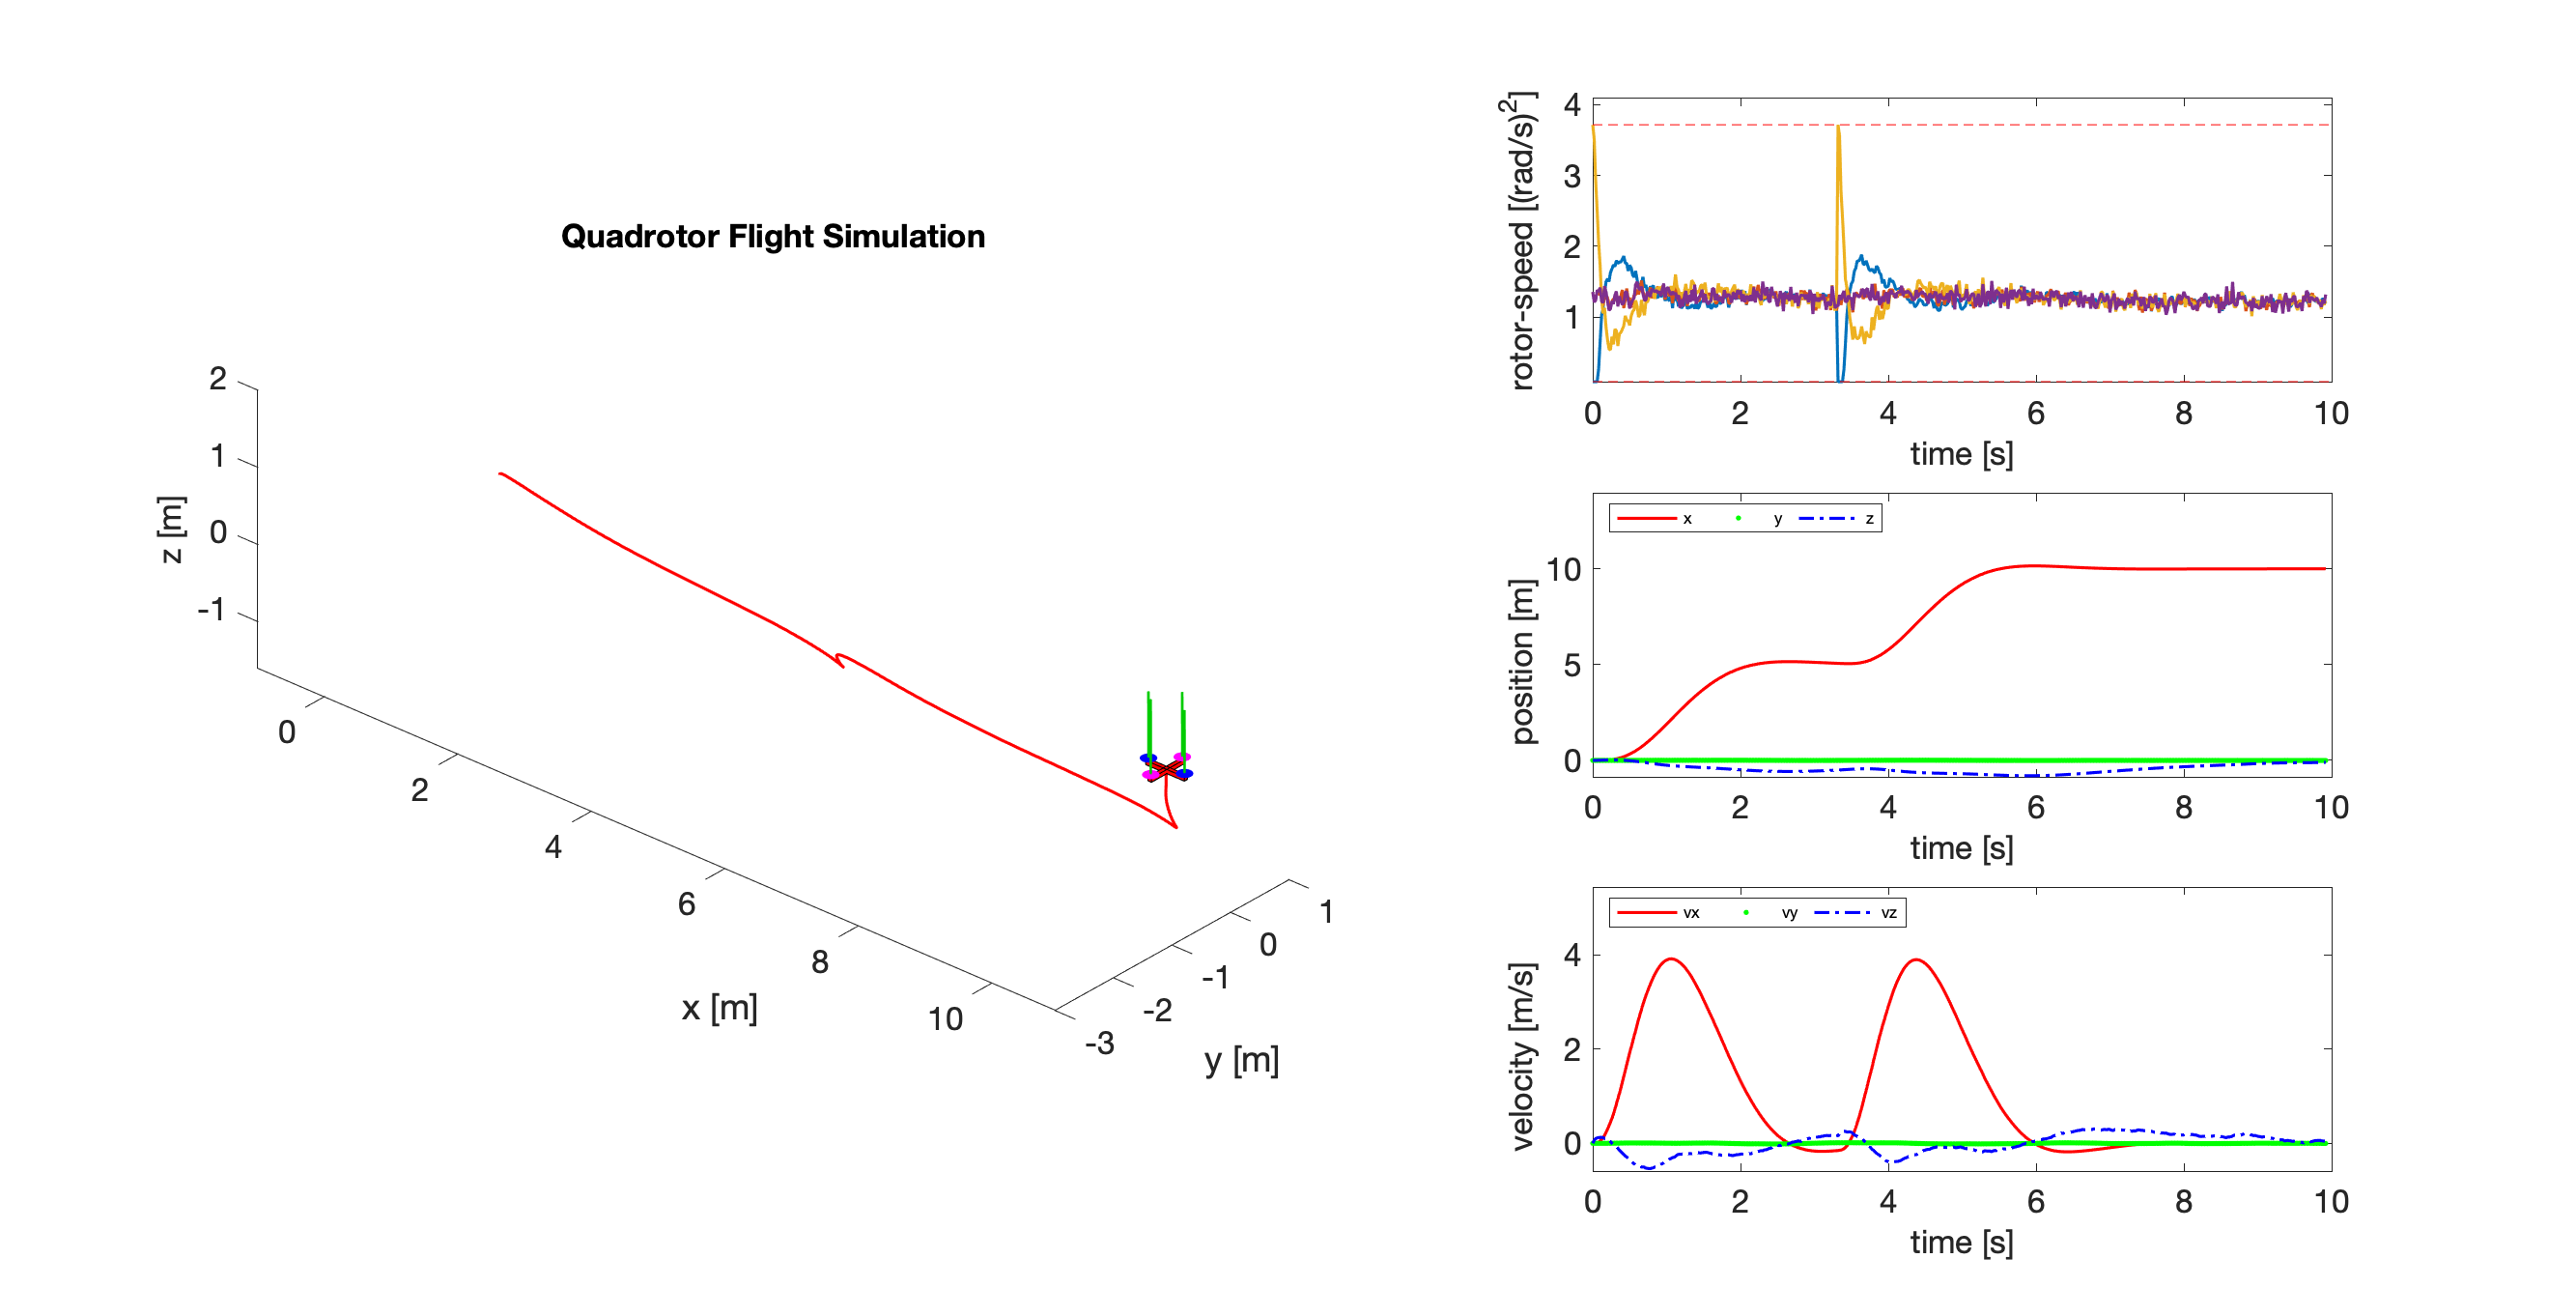 Quadrotor Flight Simulation
2
1
0
-1
z [m]
0
2
4
6
8
10
x [m]
-3
-2
-1
0
1
y [m]
rotor-speed [(rad/s)²]
4
3
2
1
0 2 4 6 8 10
time [s]
position [m]
x y z
10
5
0
0 2 4 6 8 10
time [s]
velocity [m/s]
vx vy vz
4
2
0
0 2 4 6 8 10
time [s]